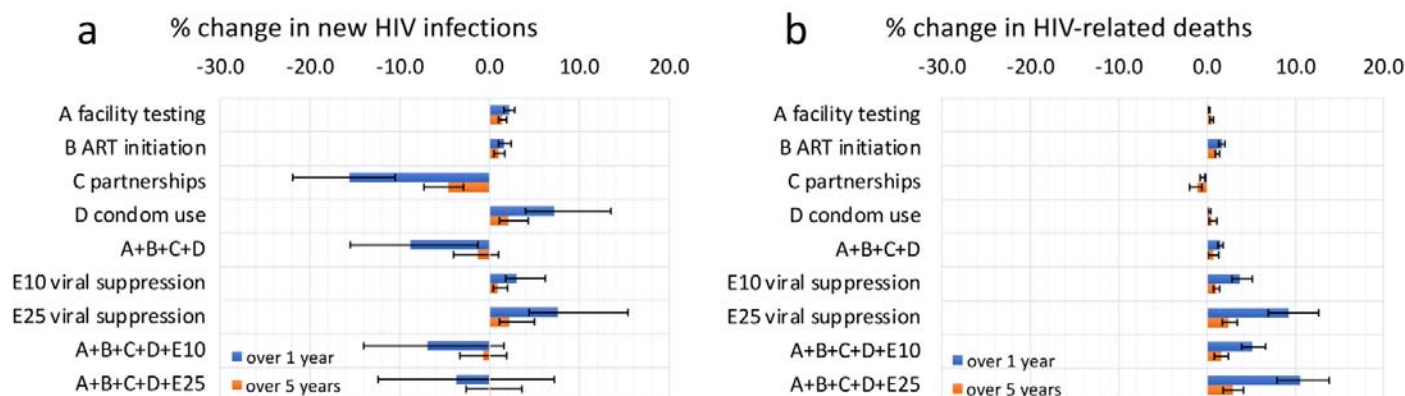 a % change in new HIV infections
-30.0 -20.0 -10.0 0.0 10.0 20.0
A facility testing
B ART initiation
C partnerships
D condom use
A+B+C+D
E10 viral suppression
E25 viral suppression
A+B+C+D+E10
A+B+C+D+E25
over 1 year
over 5 years
b % change in HIV-related deaths
-30.0 -20.0 -10.0 0.0 10.0 20.0
A facility testing
B ART initiation
C partnerships
D condom use
A+B+C+D
E10 viral suppression
E25 viral suppression
A+B+C+D+E10
A+B+C+D+E25
over 1 year
over 5 years